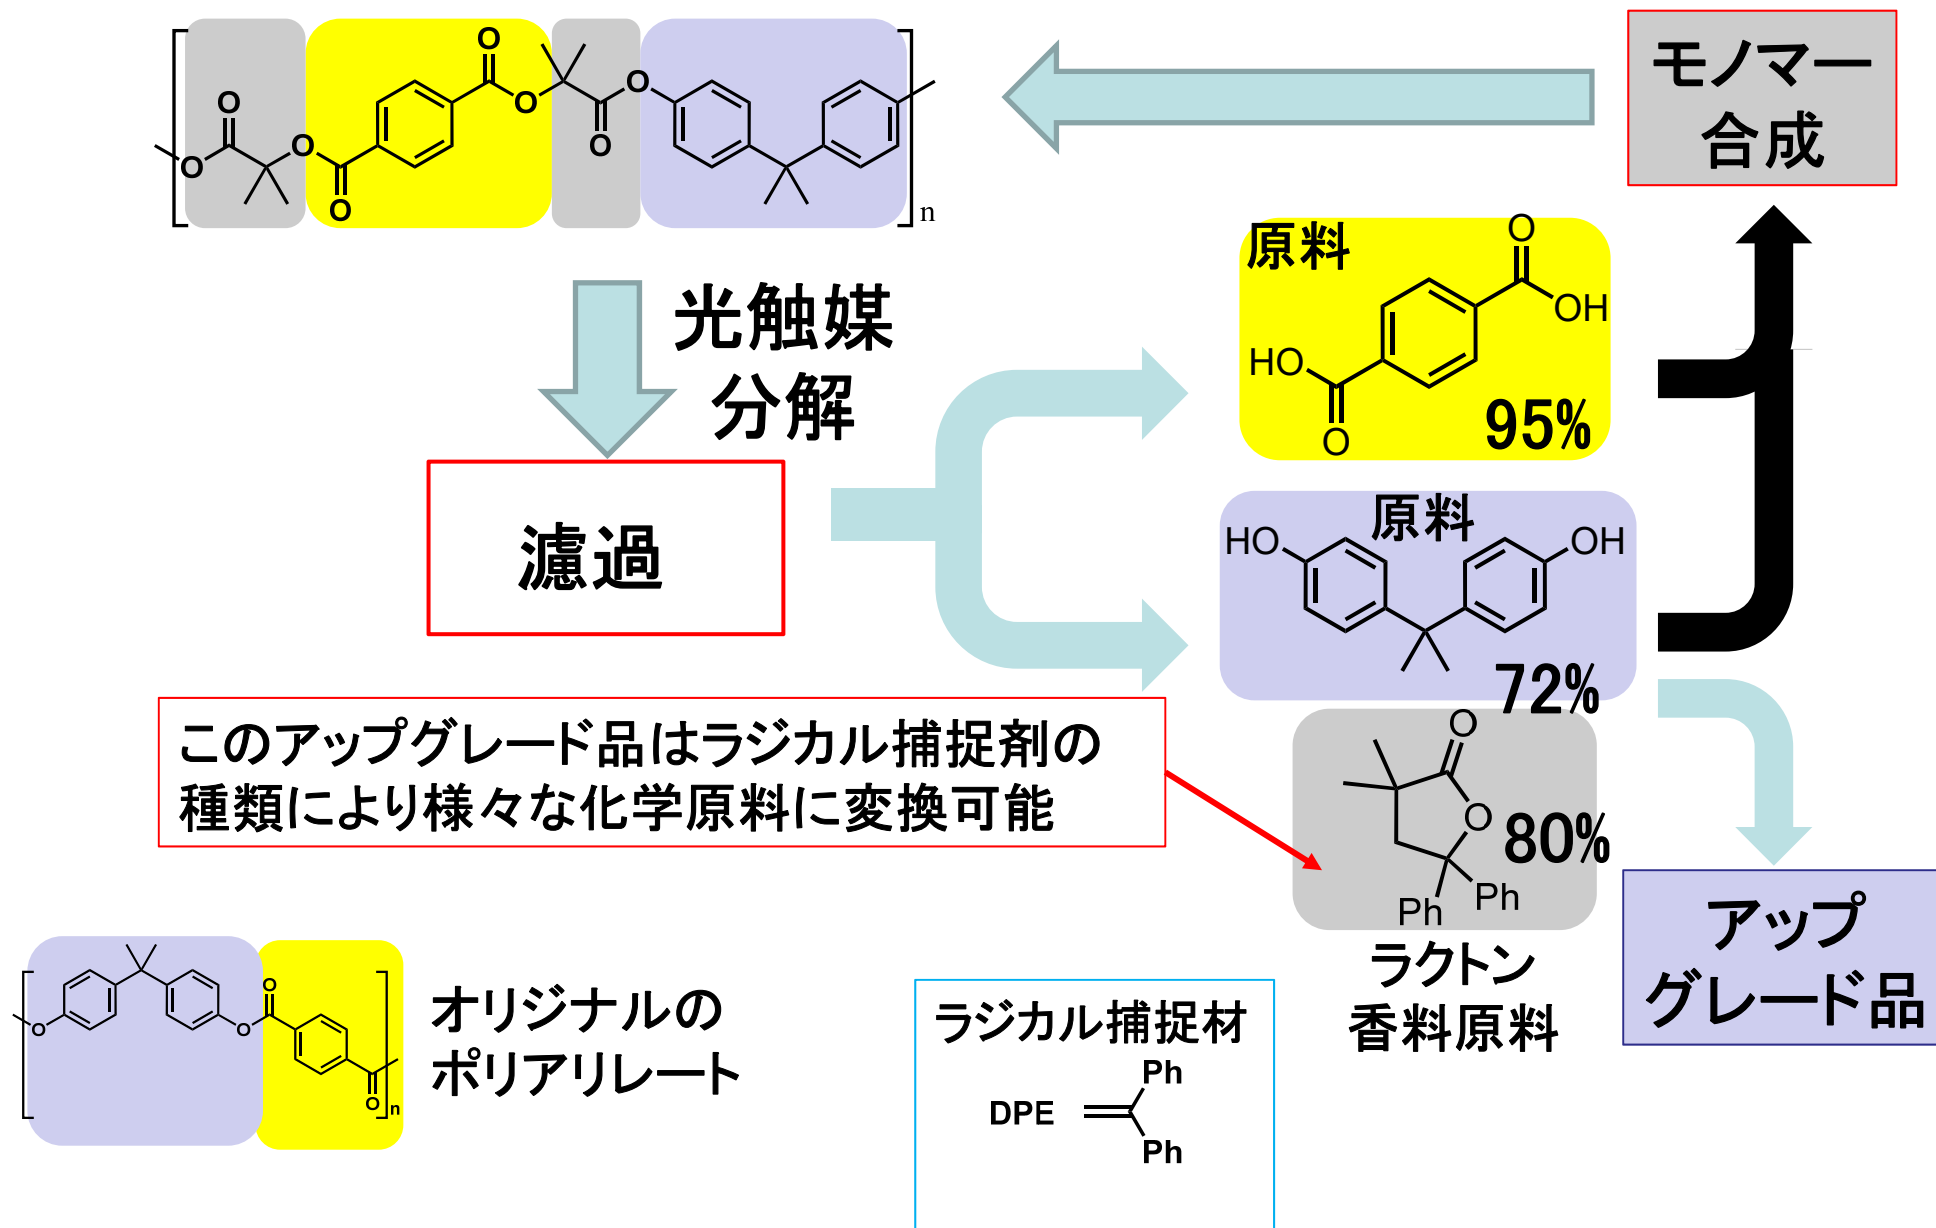 O
O
O
O
O
O
O
O
n
モノマー
合成
光触媒
分解
原料
O
OH
HO
O
95%
濾過
原料
HO
OH
72%
このアップグレード品はラジカル捕捉剤の
種類により様々な化学原料に変換可能
O
O
80%
Ph
Ph
ラクトン
香料原料
アップ
グレード品
O
O
O
O
n
オリジナルの
ポリアリレート
ラジカル捕捉材
Ph
DPE
Ph